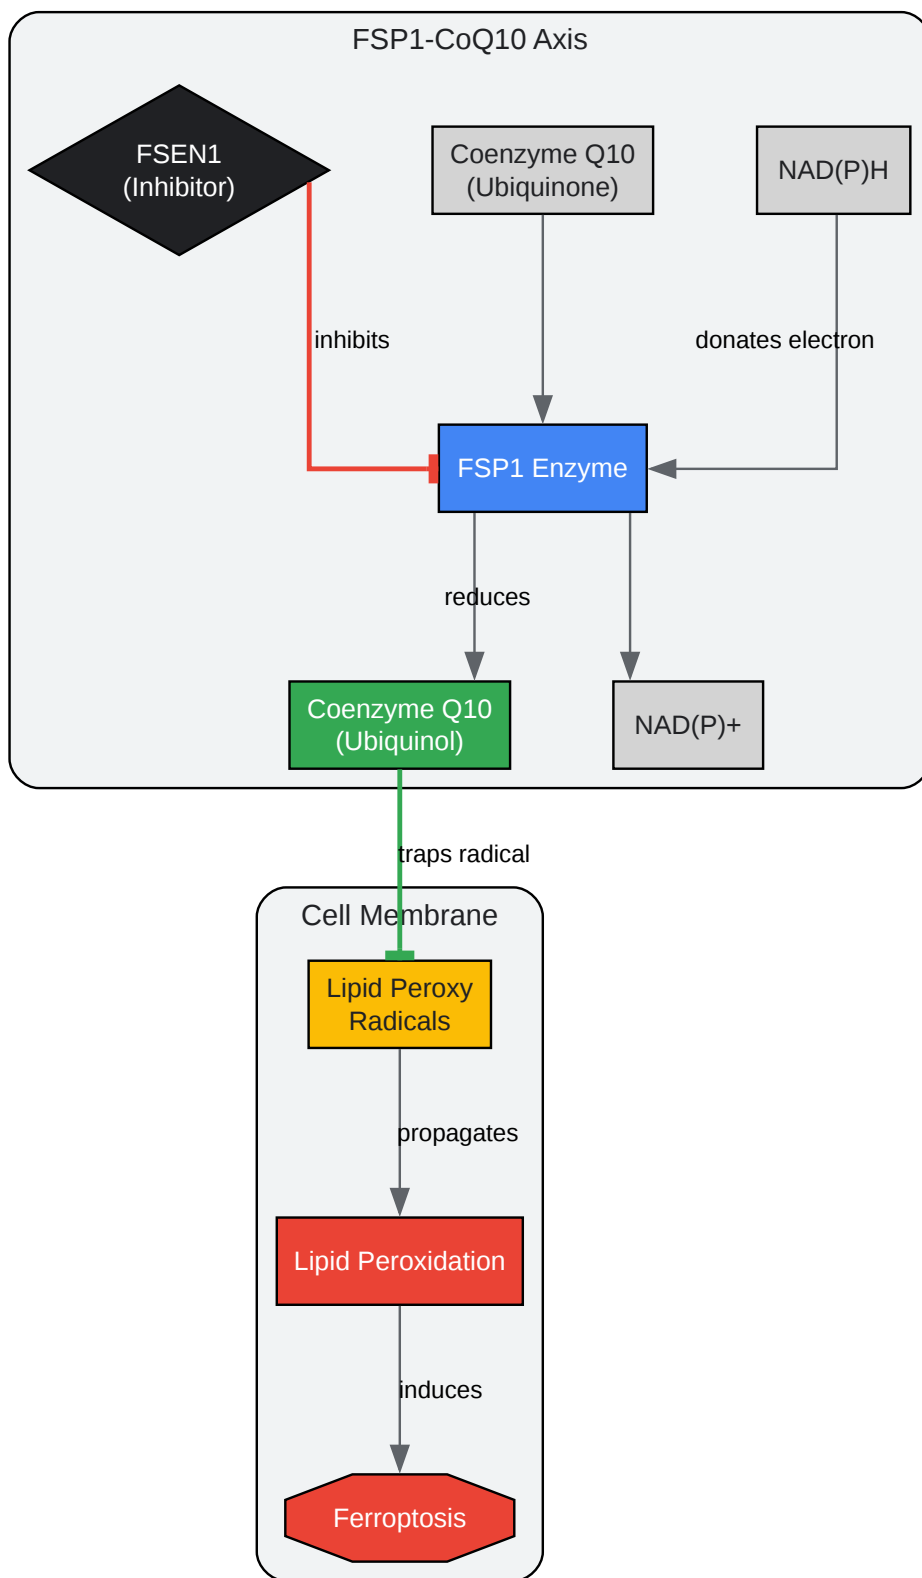 FSP1-CoQ10 Axis
FSEN1
(Inhibitor)
Coenzyme Q10
(Ubiquinone)
NAD(P)H
inhibits
donates electron
FSP1 Enzyme
reduces
Coenzyme Q10
(Ubiquinol)
NAD(P)+
traps radical
Cell Membrane
Lipid Peroxy
Radicals
propagates
Lipid Peroxidation
induces
Ferroptosis